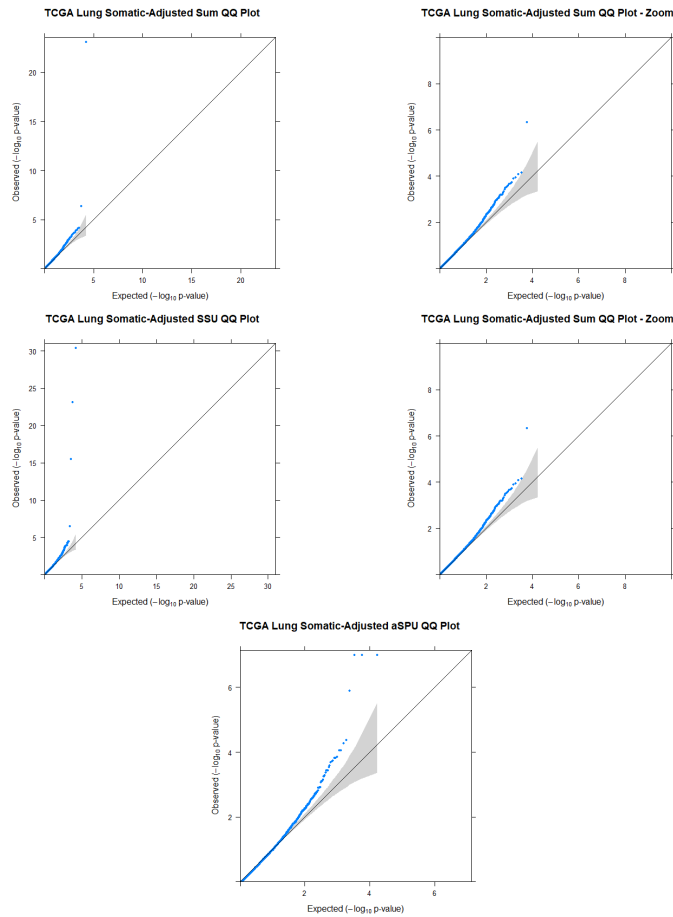 TCGA Lung Somatic-Adjusted Sum QQ Plot
Observed (−log10 p-value)
20
15
10
5
5
10
15
20
Expected (−log10 p-value)
TCGA Lung Somatic-Adjusted Sum QQ Plot - Zoom
Observed (−log10 p-value)
8
6
4
2
2
4
6
8
Expected (−log10 p-value)
TCGA Lung Somatic-Adjusted SSU QQ Plot
Observed (−log10 p-value)
30
25
20
15
10
5
5
10
15
20
25
30
Expected (−log10 p-value)
TCGA Lung Somatic-Adjusted Sum QQ Plot - Zoom
Observed (−log10 p-value)
8
6
4
2
2
4
6
8
Expected (−log10 p-value)
TCGA Lung Somatic-Adjusted aSPU QQ Plot
Observed (−log10 p-value)
6
4
2
2
4
6
Expected (−log10 p-value)